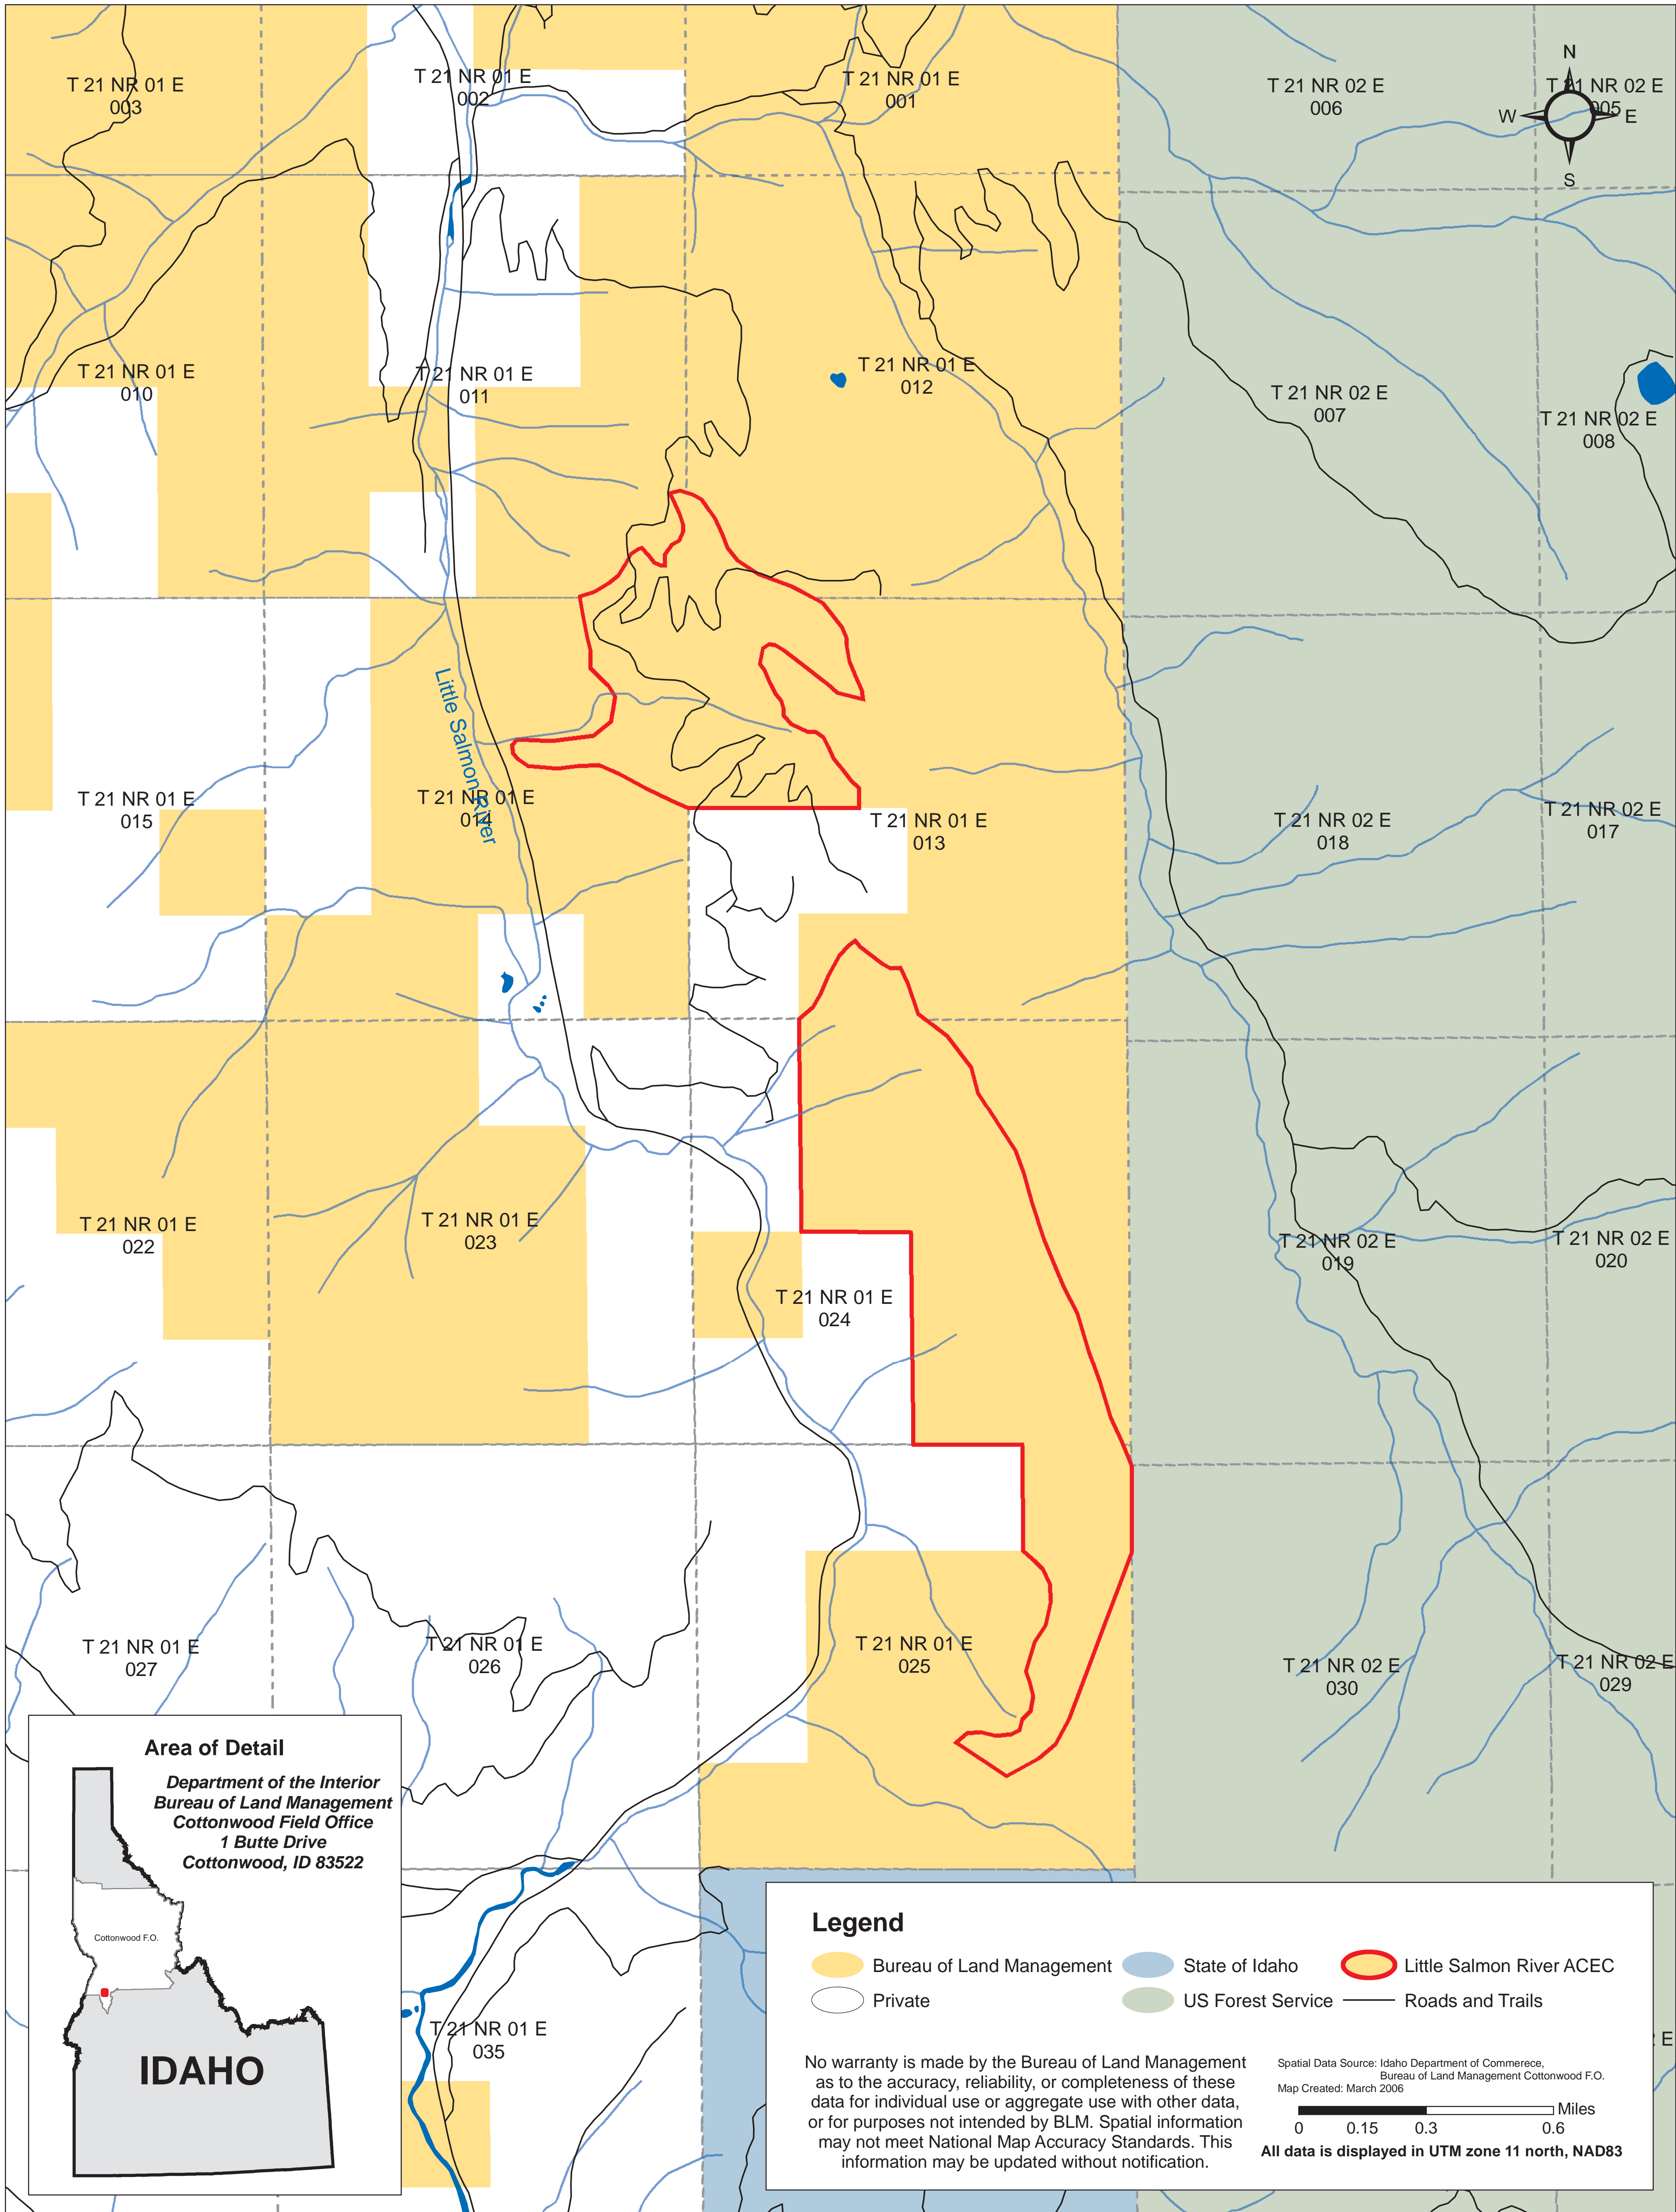 T 21 NR 01 E
003
T 21 NR 01 E
002
T 21 NR 01 E
001
T 21 NR 02 E
006
T 21 NR 02 E
005
N
W
E
S
T 21 NR 01 E
010
T 21 NR 01 E
011
T 21 NR 01 E
012
T 21 NR 02 E
007
T 21 NR 02 E
008
Little Salmon River
T 21 NR 01 E
015
T 21 NR 01 E
014
T 21 NR 01 E
013
T 21 NR 02 E
018
T 21 NR 02 E
017
T 21 NR 01 E
022
T 21 NR 01 E
023
T 21 NR 01 E
024
T 21 NR 02 E
019
T 21 NR 02 E
020
T 21 NR 01 E
027
T 21 NR 01 E
026
T 21 NR 01 E
025
T 21 NR 02 E
030
T 21 NR 02 E
029
T 21 NR 01 E
035
E
Area of Detail
Department of the Interior
Bureau of Land Management
Cottonwood Field Office
1 Butte Drive
Cottonwood, ID 83522
Cottonwood F.O.
IDAHO
Legend
Bureau of Land Management
State of Idaho
Little Salmon River ACEC
Private
US Forest Service
Roads and Trails
No warranty is made by the Bureau of Land Management
as to the accuracy, reliability, or completeness of these
data for individual use or aggregate use with other data,
or for purposes not intended by BLM. Spatial information
may not meet National Map Accuracy Standards. This
information may be updated without notification.
Spatial Data Source: Idaho Department of Commerece,
Bureau of Land Management Cottonwood F.O.
Map Created: March 2006
Miles
0 0.15 0.3 0.6
All data is displayed in UTM zone 11 north, NAD83